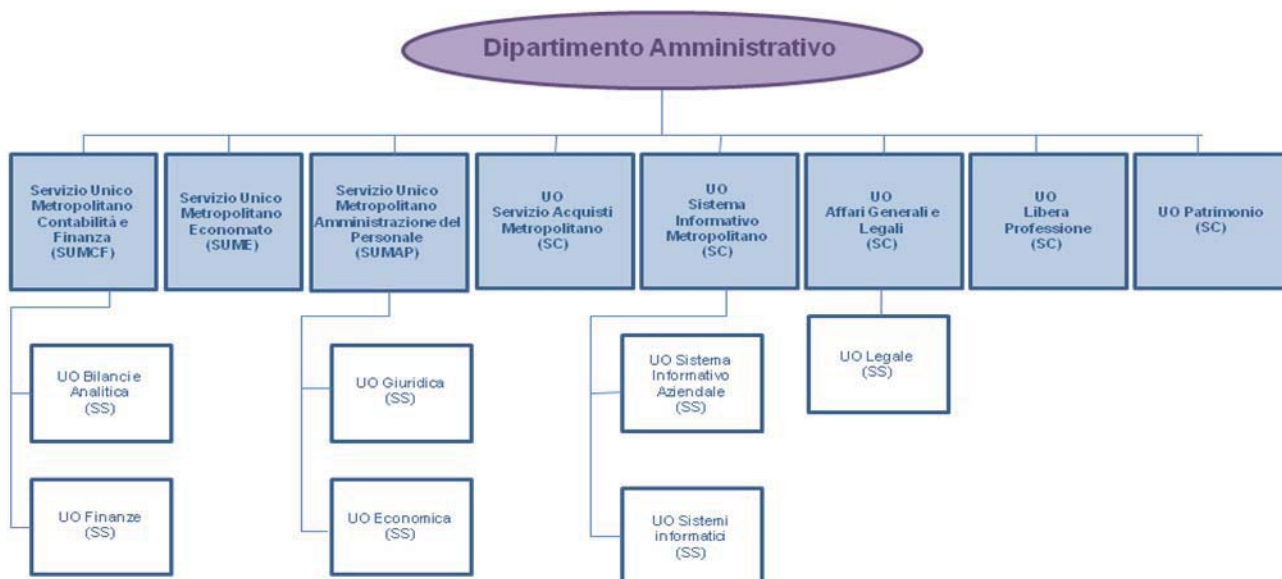 Dipartimento Amministrativo
Servizio Unico
Metropolitano
Contabilità e
Finanza
(SUMCF)
Servizio Unico
Metropolitano
Economato
(SUME)
Servizio Unico
Metropolitano
Amministrazione del
Personale
(SUMAP)
UO
Servizio Acquisti
Metropolitano
(SC)
UO
Sistema
Informativo
Metropolitano
(SC)
UO
Affari Generali e
Legali
(SC)
UO
Libera
Professione
(SC)
UO Patrimonio
(SC)
UO Bilanci e
Analitica
(SS)
UO Giuridica
(SS)
UO Sistema
Informativo
Aziendale
(SS)
UO Legale
(SS)
UO Finanze
(SS)
UO Economica
(SS)
UO Sistemi
informatici
(SS)